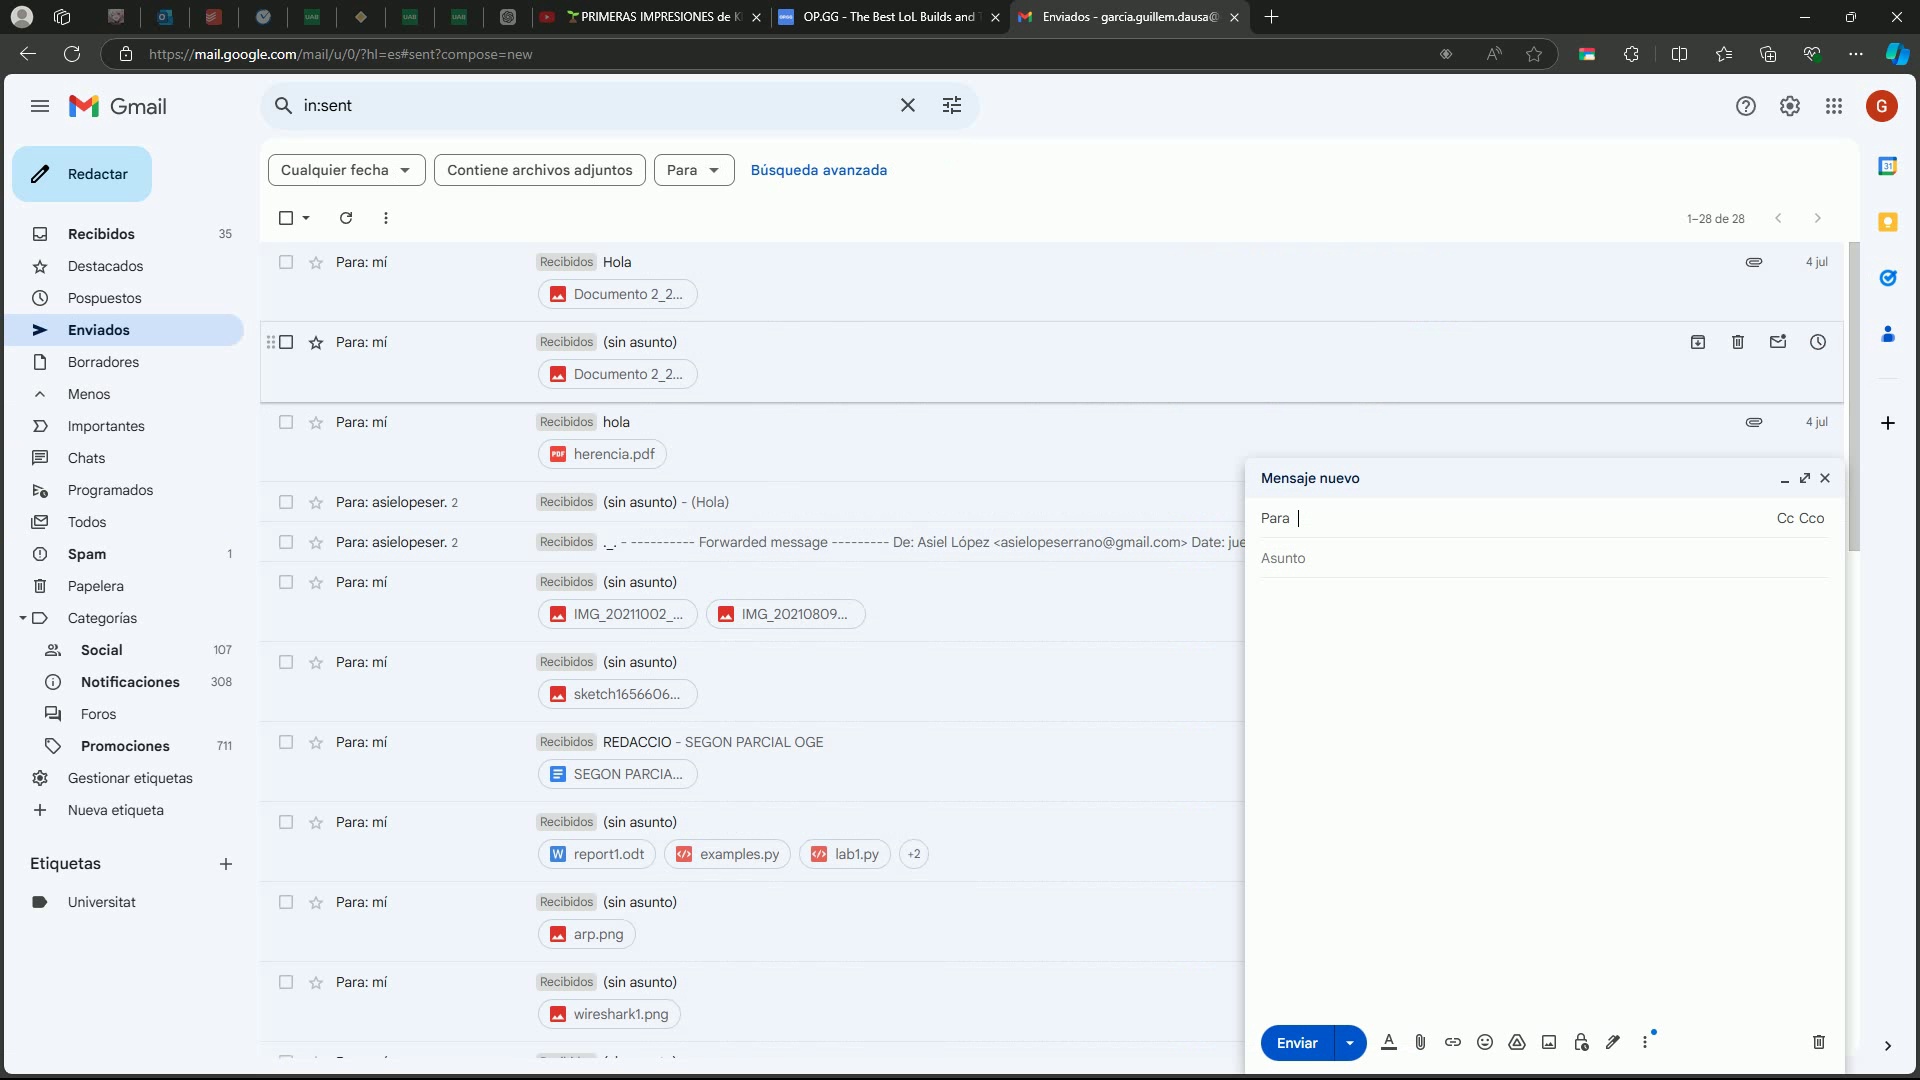 PRIMERAS IMPRESIONES de K
OP.GG - The Best LoL Builds and T
Enviados - garcia.guillem.dausa@
https://mail.google.com/mail/u/0/?hl=es#sent?compose=new
Gmail
in:sent
G
Redactar
Cualquier fecha
Contiene archivos adjuntos
Para
Búsqueda avanzada
1–28 de 28
Recibidos 35
Destacados
Pospuestos
Enviados
Borradores
Menos
Importantes
Chats
Programados
Todos
Spam 1
Papelera
Categorías
Social 107
Notificaciones 308
Foros
Promociones 711
Gestionar etiquetas
Nueva etiqueta
Etiquetas
Universitat
Para: mí Recibidos Hola 4 jul
Documento 2_2...
Para: mí Recibidos (sin asunto)
Documento 2_2...
Para: mí Recibidos hola 4 jul
PDF herencia.pdf
Para: asielopeser. 2 Recibidos (sin asunto) - (Hola)
Para: asielopeser. 2 Recibidos ._. - ---------- Forwarded message --------- De: Asiel López <asielopeserrano@gmail.com> Date: jue
Para: mí Recibidos (sin asunto)
IMG_20211002_... IMG_20210809...
Para: mí Recibidos (sin asunto)
sketch1656606...
Para: mí Recibidos REDACCIO - SEGON PARCIAL OGE
SEGON PARCIA...
Para: mí Recibidos (sin asunto)
W report1.odt examples.py lab1.py +2
Para: mí Recibidos (sin asunto)
arp.png
Para: mí Recibidos (sin asunto)
wireshark1.png
Mensaje nuevo
Para Cc Cco
Asunto
Enviar
31